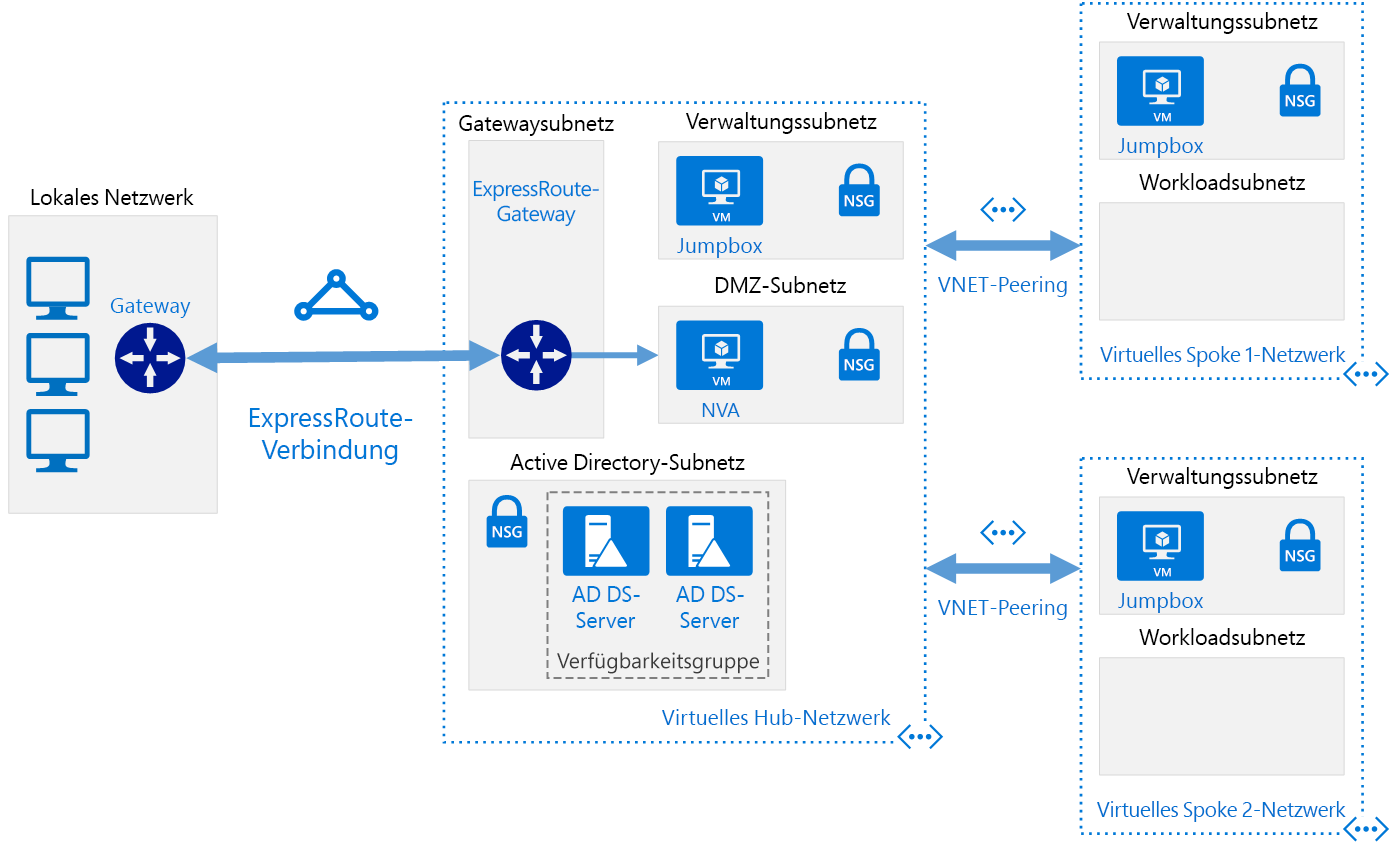 Lokales Netzwerk
Gateway
ExpressRoute-
Verbindung
Gatewaysubnetz
ExpressRoute-
Gateway
Verwaltungssubnetz
VM
Jumpbox
NSG
DMZ-Subnetz
VM
NVA
NSG
Active Directory-Subnetz
NSG
AD DS-
Server
AD DS-
Server
Verfügbarkeitsgruppe
Virtuelles Hub-Netzwerk
VNET-Peering
VNET-Peering
Verwaltungssubnetz
VM
Jumpbox
NSG
Workloadsubnetz
Virtuelles Spoke 1-Netzwerk
Verwaltungssubnetz
VM
Jumpbox
NSG
Workloadsubnetz
Virtuelles Spoke 2-Netzwerk